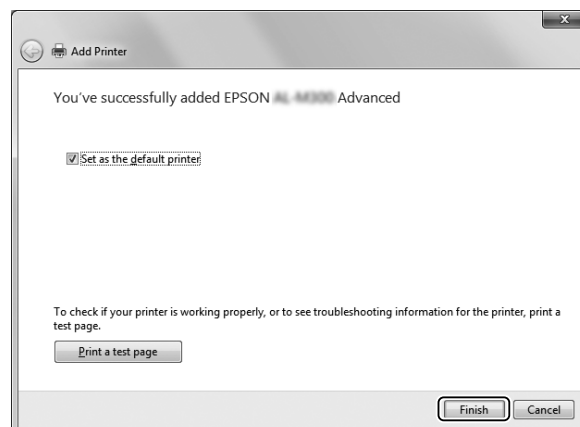 Add Printer
You've successfully added EPSON Advanced
Set as the default printer
To check if your printer is working properly, or to see troubleshooting information for the printer, print a
test page.
Print a test page
Finish Cancel